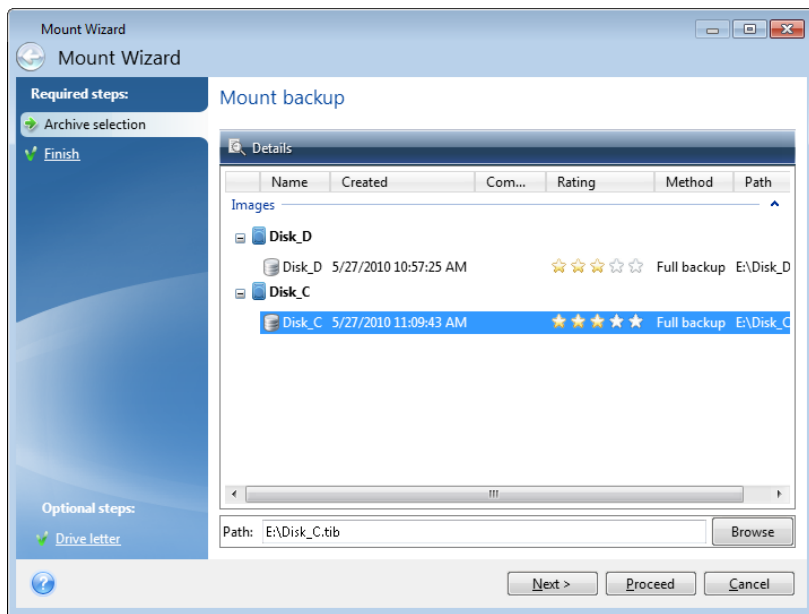 Mount Wizard
Mount Wizard
Required steps:
Archive selection
Finish
Optional steps:
Drive letter
Mount backup
Details
Name Created Com... Rating Method Path
Images
Disk_D
Disk_D 5/27/2010 10:57:25 AM Full backup E:\Disk_D
Disk_C
Disk_C 5/27/2010 11:09:43 AM Full backup E:\Disk_C
Path: E:\Disk_C.tib Browse
Next > Proceed Cancel